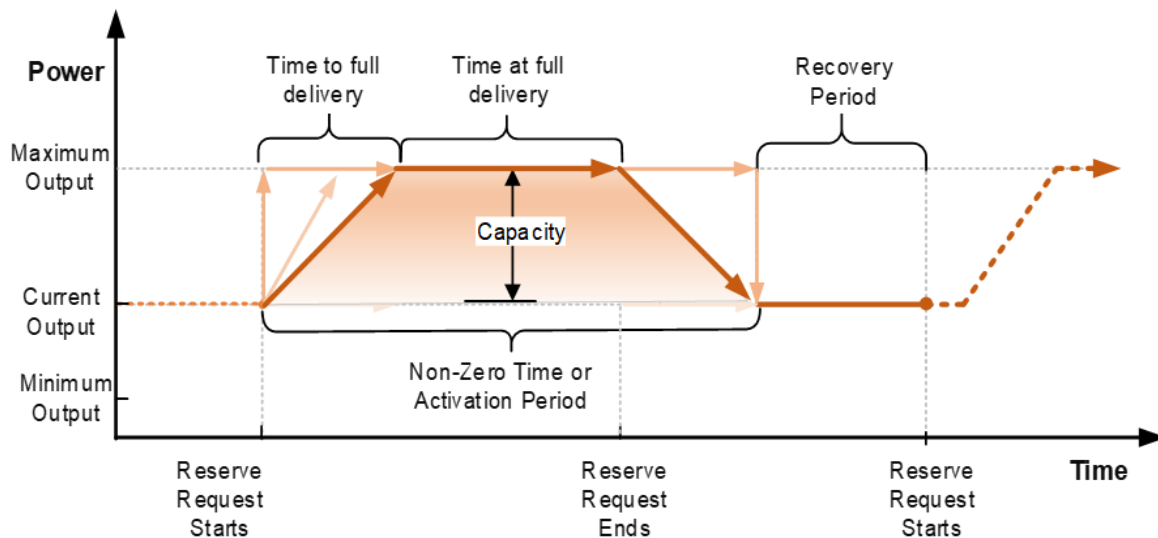 Power
Time to full
delivery
Time at full
delivery
Recovery
Period
Maximum
Output
Capacity
Current
Output
Non-Zero Time or
Activation Period
Minimum
Output
Reserve
Request
Starts
Reserve
Request
Ends
Reserve
Request
Starts
Time